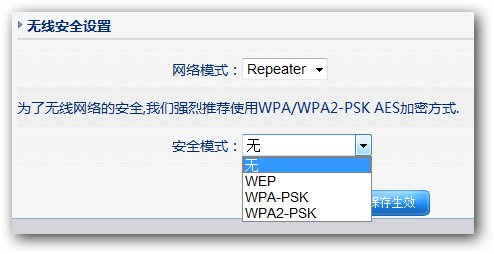 无线安全设置
网络模式： Repeater
为了无线网络的安全,我们强烈推荐使用WPA/WPA2-PSK AES加密方式.
安全模式： 无
无
WEP
WPA-PSK
WPA2-PSK
保存生效